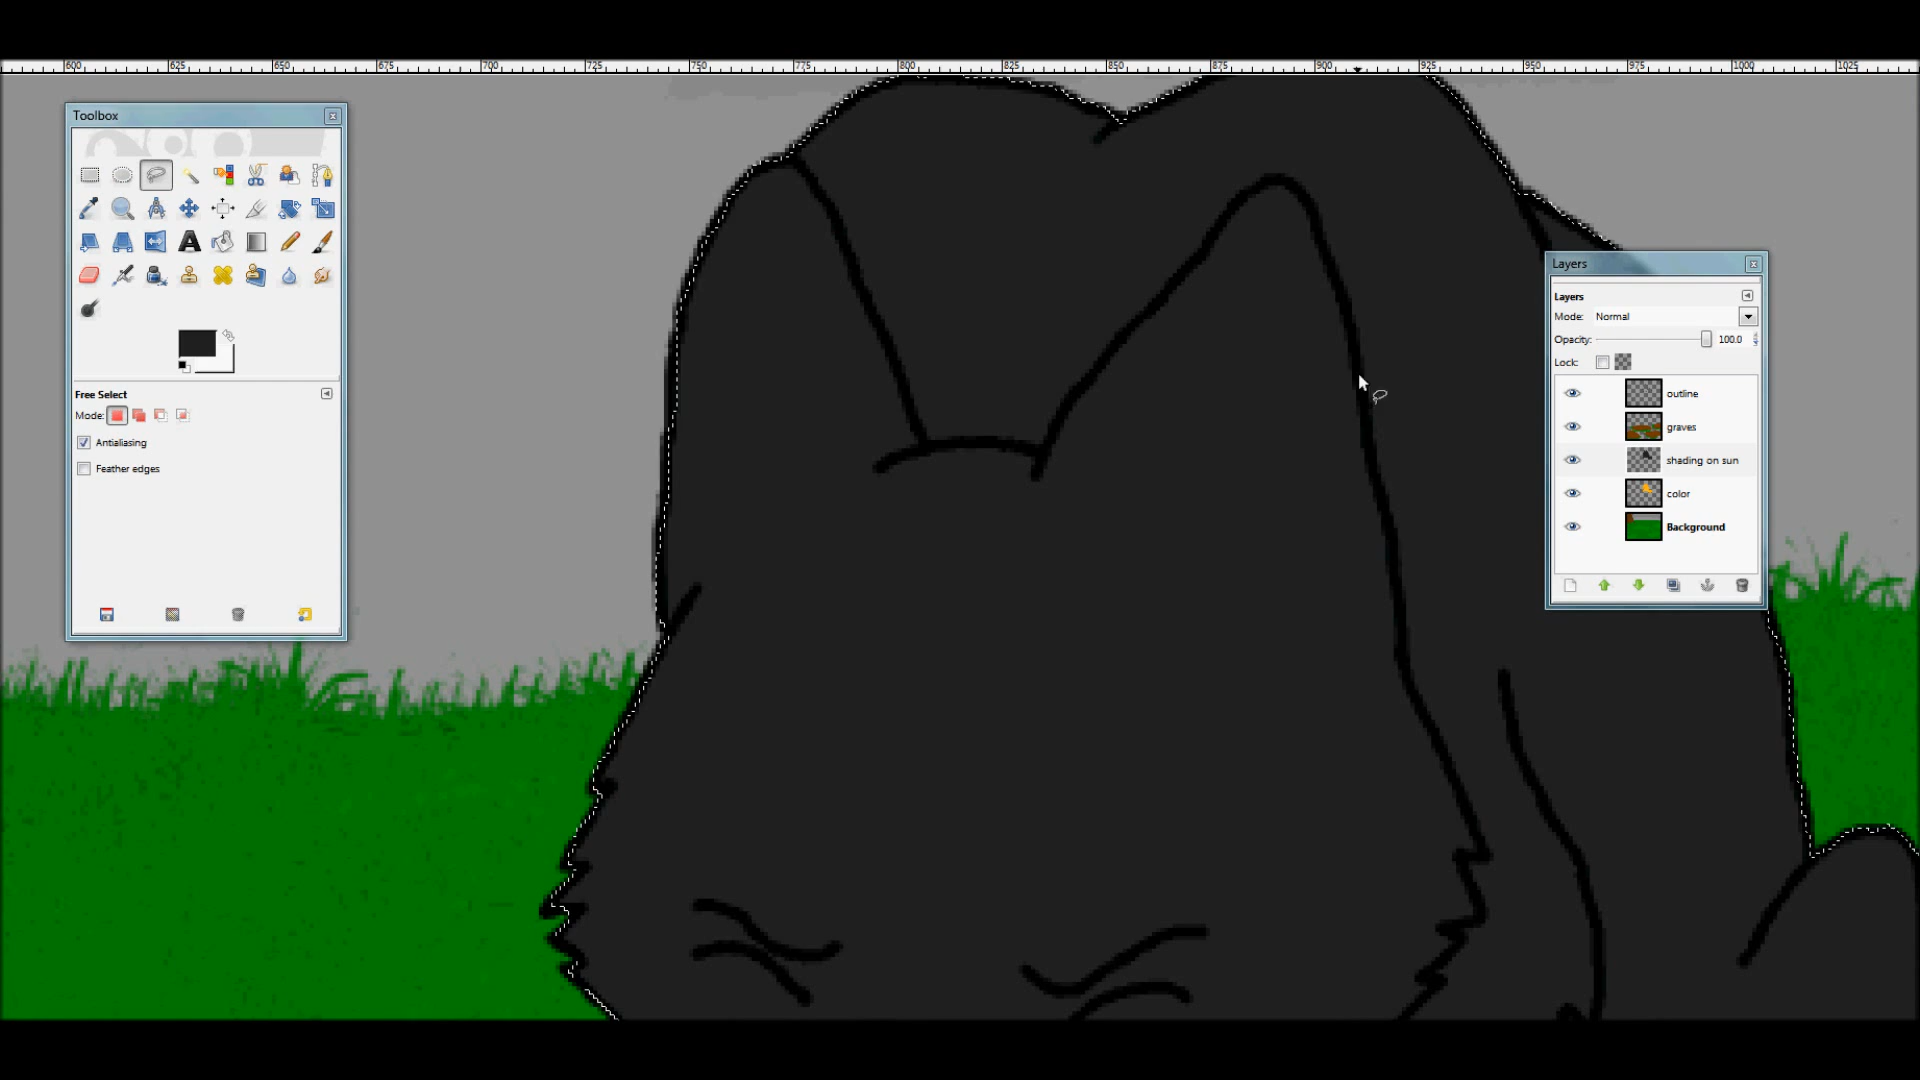 600 625 650 675 700 725 750 775 800 825 850 875 900 925 950 975 1000 1025
Toolbox
A
Free Select
Mode:
Antialiasing
Feather edges
Layers
Layers
Mode: Normal
Opacity: 100.0
Lock:
outline
graves
shading on sun
color
Background